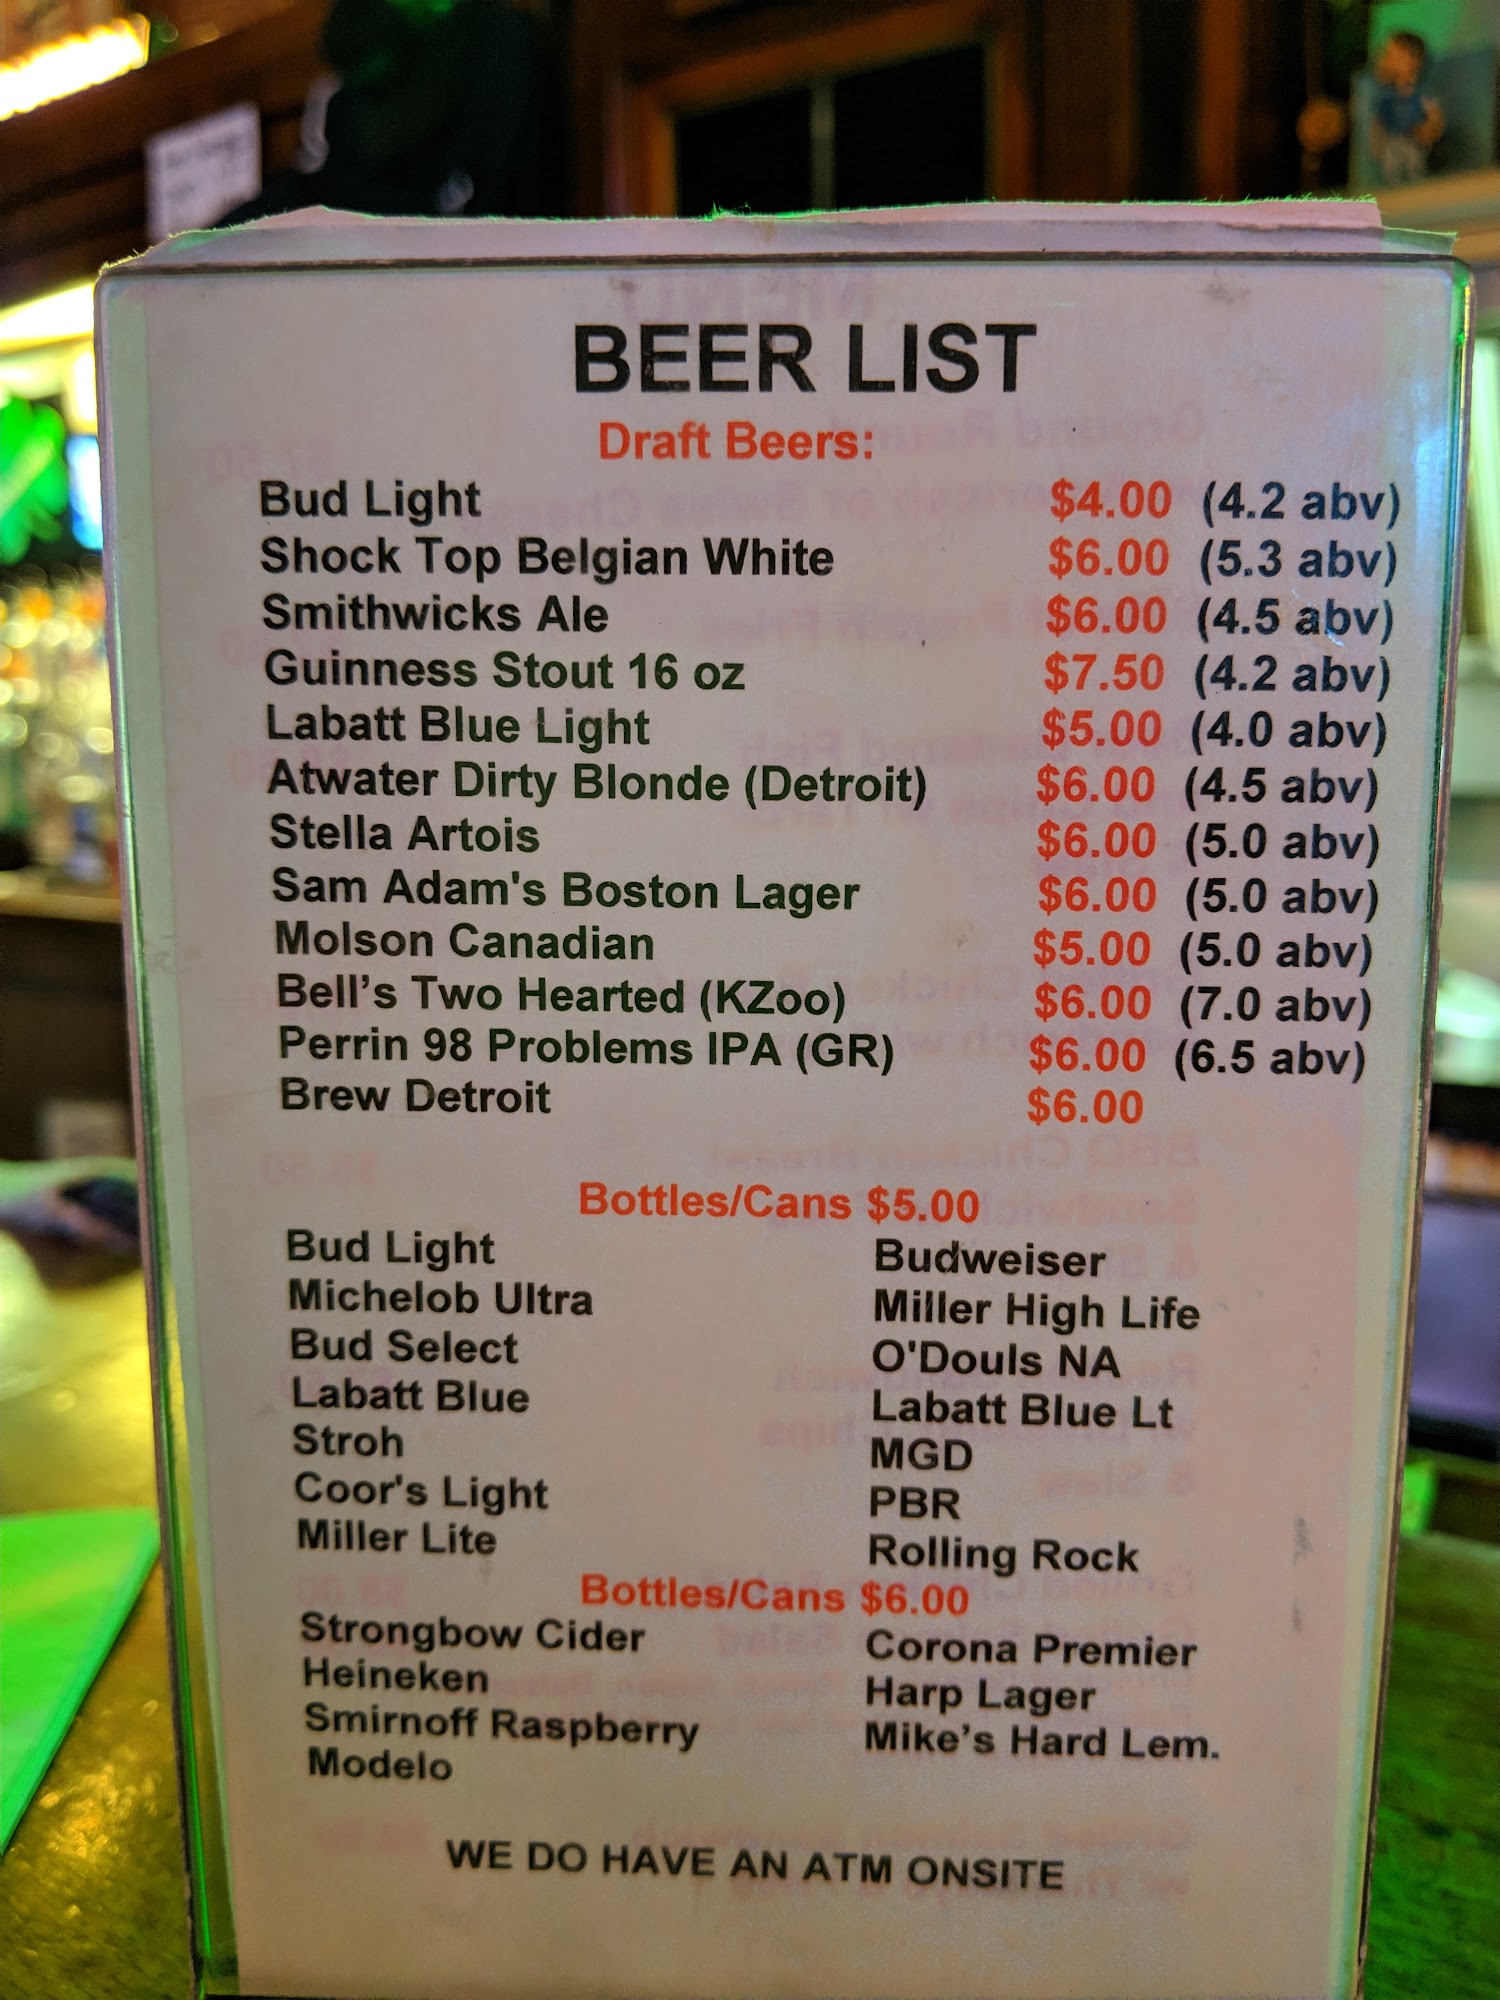 BEER LIST
Draft Beers:
Bud Light $4.00 (4.2 abv)
Shock Top Belgian White $6.00 (5.3 abv)
Smithwicks Ale $6.00 (4.5 abv)
Guinness Stout 16 oz $7.50 (4.2 abv)
Labatt Blue Light $5.00 (4.0 abv)
Atwater Dirty Blonde (Detroit) $6.00 (4.5 abv)
Stella Artois $6.00 (5.0 abv)
Sam Adam's Boston Lager $6.00 (5.0 abv)
Molson Canadian $5.00 (5.0 abv)
Bell's Two Hearted (KZoo) $6.00 (7.0 abv)
Perrin 98 Problems IPA (GR) $6.00 (6.5 abv)
Brew Detroit $6.00
Bottles/Cans $5.00
Bud Light Budweiser
Michelob Ultra Miller High Life
Bud Select O'Douls NA
Labatt Blue Labatt Blue Lt
Stroh MGD
Coor's Light PBR
Miller Lite Rolling Rock
Bottles/Cans $6.00
Strongbow Cider Corona Premier
Heineken Harp Lager
Smirnoff Raspberry Mike's Hard Lem.
Modelo
WE DO HAVE AN ATM ONSITE